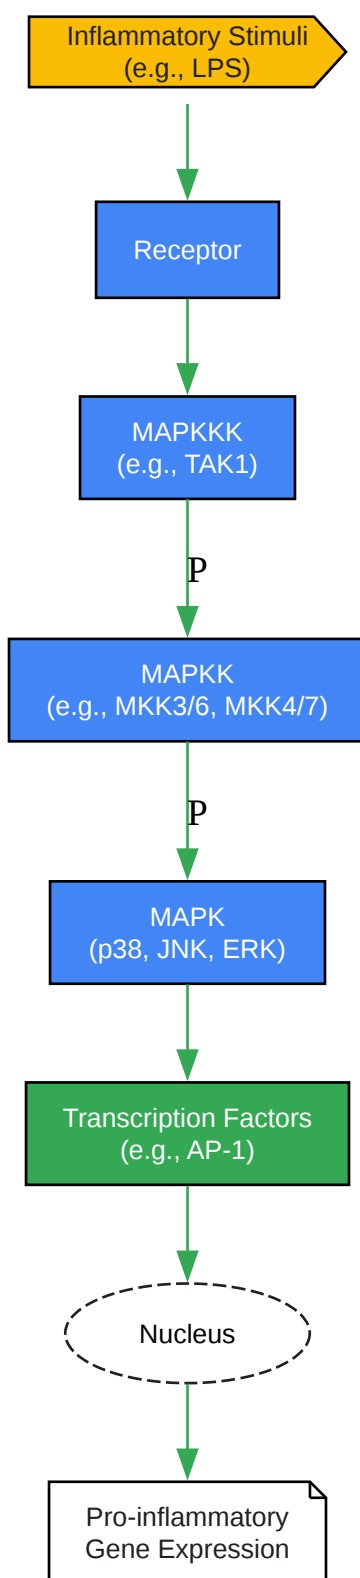 Inflammatory Stimuli
(e.g., LPS)
Receptor
MAPKKK
(e.g., TAK1)
P
MAPKK
(e.g., MKK3/6, MKK4/7)
P
MAPK
(p38, JNK, ERK)
Transcription Factors
(e.g., AP-1)
Nucleus
Pro-inflammatory
Gene Expression